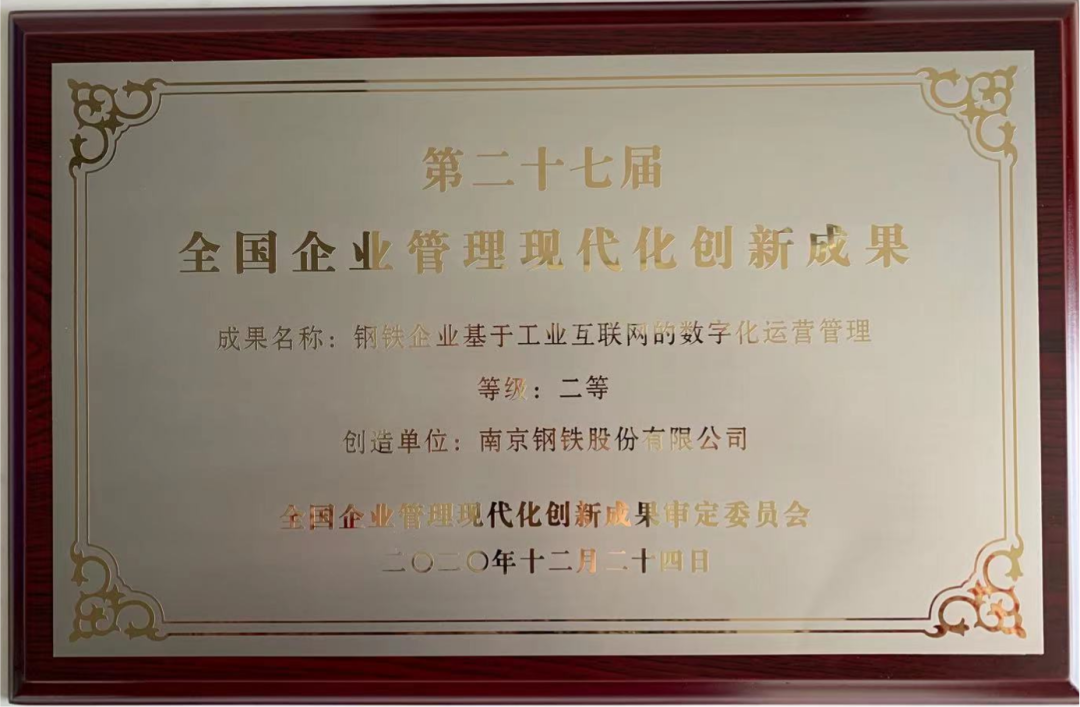 第二十七届
全国企业管理现代化创新成果
成果名称：钢铁企业基于工业互联网的数字化运营管理
等级：二等
创造单位：南京钢铁股份有限公司
全国企业管理现代化创新成果审定委员会
二〇二〇年十二月二十四日